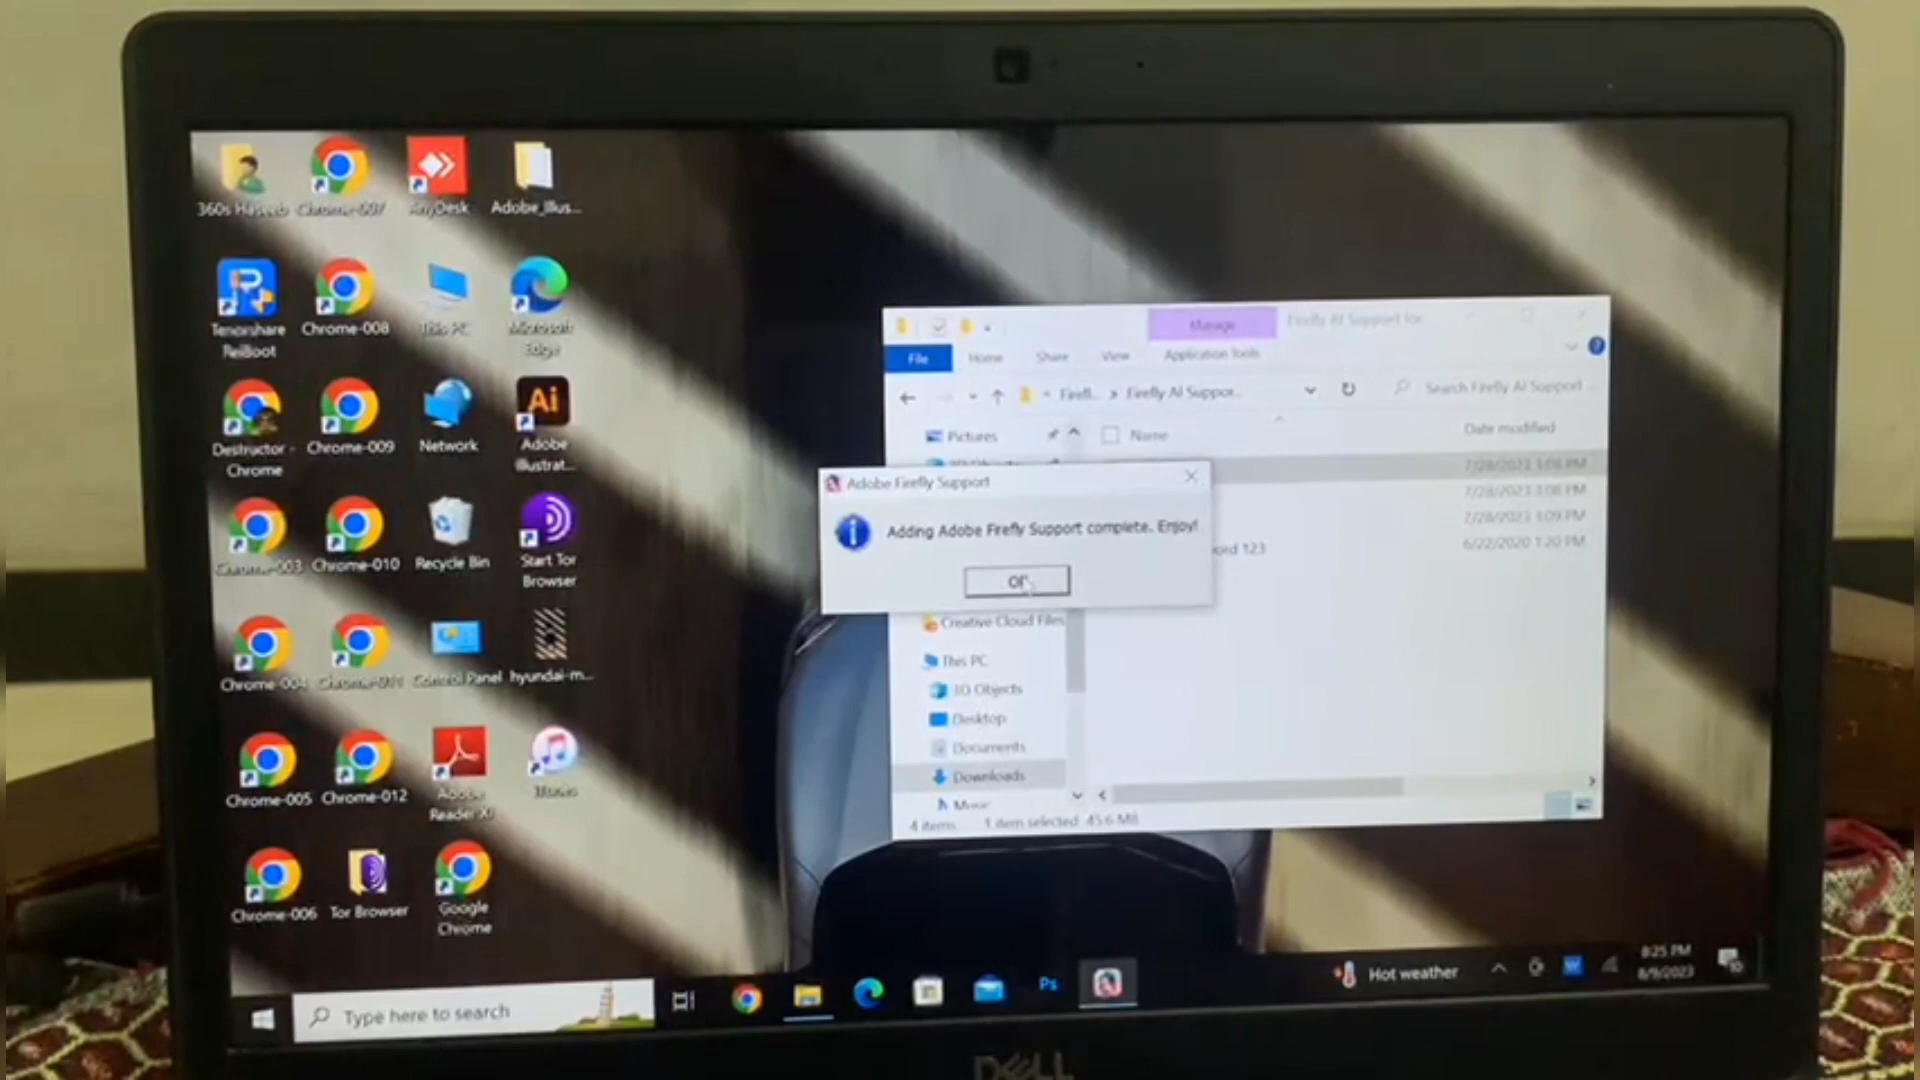 360s Haseeb
Chrome-007
AnyDesk
Adobe_Illus...
Tenorshare
ReiBoot
Chrome-008
This PC
Microsoft
Edge
Destructor -
Chrome
Chrome-009
Network
Adobe
Illustrat...
Chrome-003
Chrome-010
Recycle Bin
Start Tor
Browser
Chrome-004
Chrome-011
Control Panel
hyundai-m...
Chrome-005
Chrome-012
Adobe
Reader XI
iTunes
Chrome-006
Tor Browser
Google
Chrome
Manage
Firefly AI Support for
File
Home
Share
View
Application Tools
Firefl... > Firefly AI Suppor...
Search Firefly AI Support
Pictures
Name
Date modified
7/28/2023 3:08 PM
7/28/2023 3:08 PM
7/28/2023 3:09 PM
6/22/2020 1:20 PM
Adobe Firefly Support
Adding Adobe Firefly Support complete. Enjoy!
123
Creative Cloud Files
This PC
3D Objects
Desktop
Documents
Downloads
Music
4 items
1 item selected 45.6 MB
Type here to search
Ps
Hot weather
8:25 PM
8/9/2023
DELL